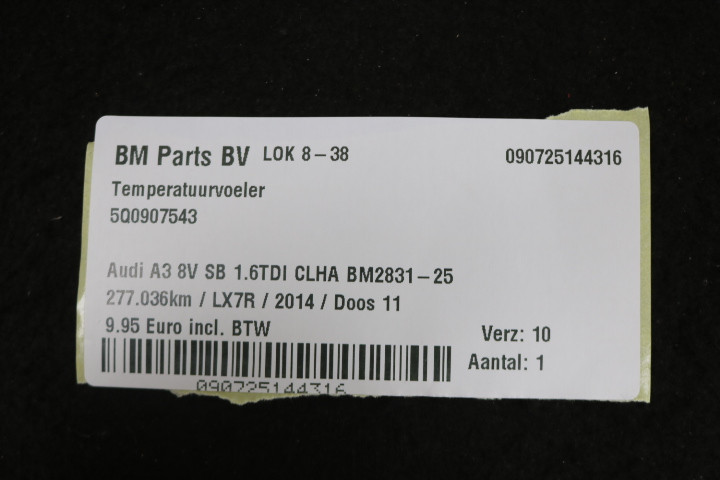 BM Parts BV LOK 8-38 090725144316
Temperatuurvoeler
5Q0907543
Audi A3 8V SB 1.6TDI CLHA BM2831-25
277.036km / LX7R / 2014 / Doos 11
9.95 Euro incl. BTW Verz: 10
Aantal: 1
090725144316